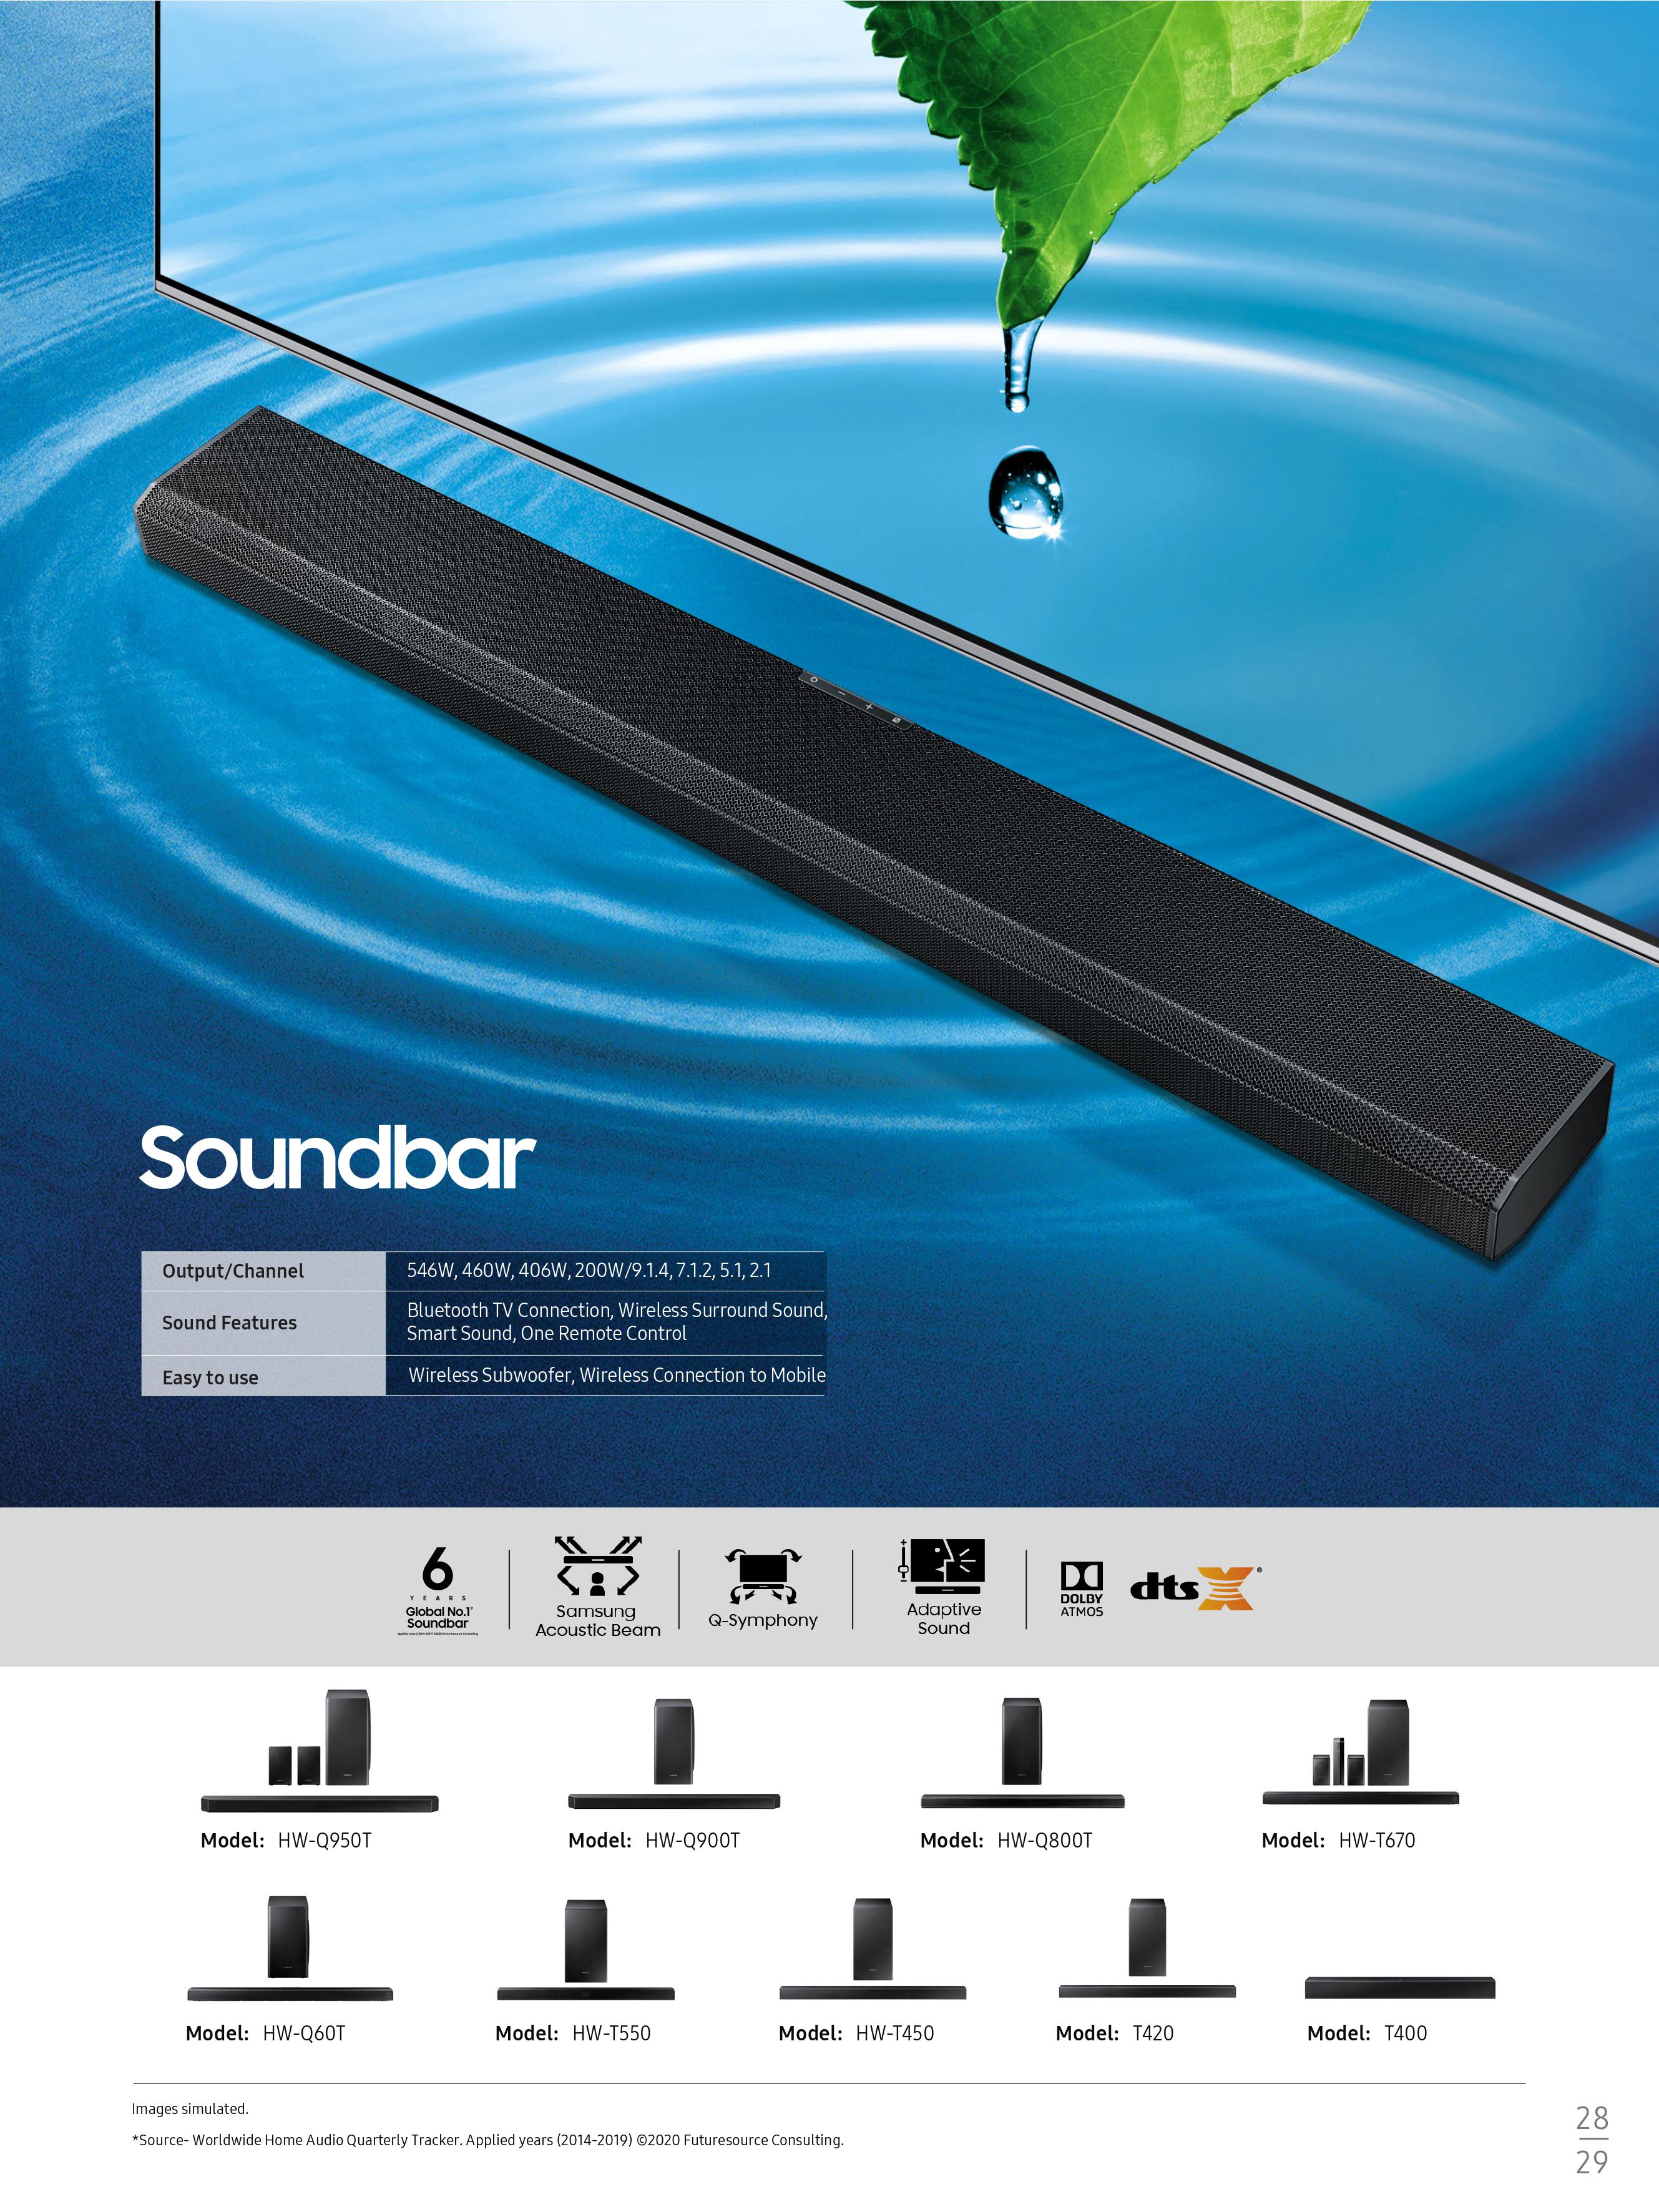 Soundbar
Output/Channel
546W, 460W, 406W, 200W/9.1.4, 7.1.2, 5.1, 2.1
Sound Features
Bluetooth TV Connection, Wireless Surround Sound,
Smart Sound, One Remote Control
Easy to use
Wireless Subwoofer, Wireless Connection to Mobile
6
YEARS
Global No.1*
Soundbar
Samsung
Acoustic Beam
Q-Symphony
Adaptive
Sound
DOLBY
ATMOS
dts X®
Model: HW-Q950T
Model: HW-Q900T
Model: HW-Q800T
Model: HW-T670
Model: HW-Q60T
Model: HW-T550
Model: HW-T450
Model: T420
Model: T400
Images simulated.
*Source- Worldwide Home Audio Quarterly Tracker. Applied years (2014-2019) ©2020 Futuresource Consulting.
28
29